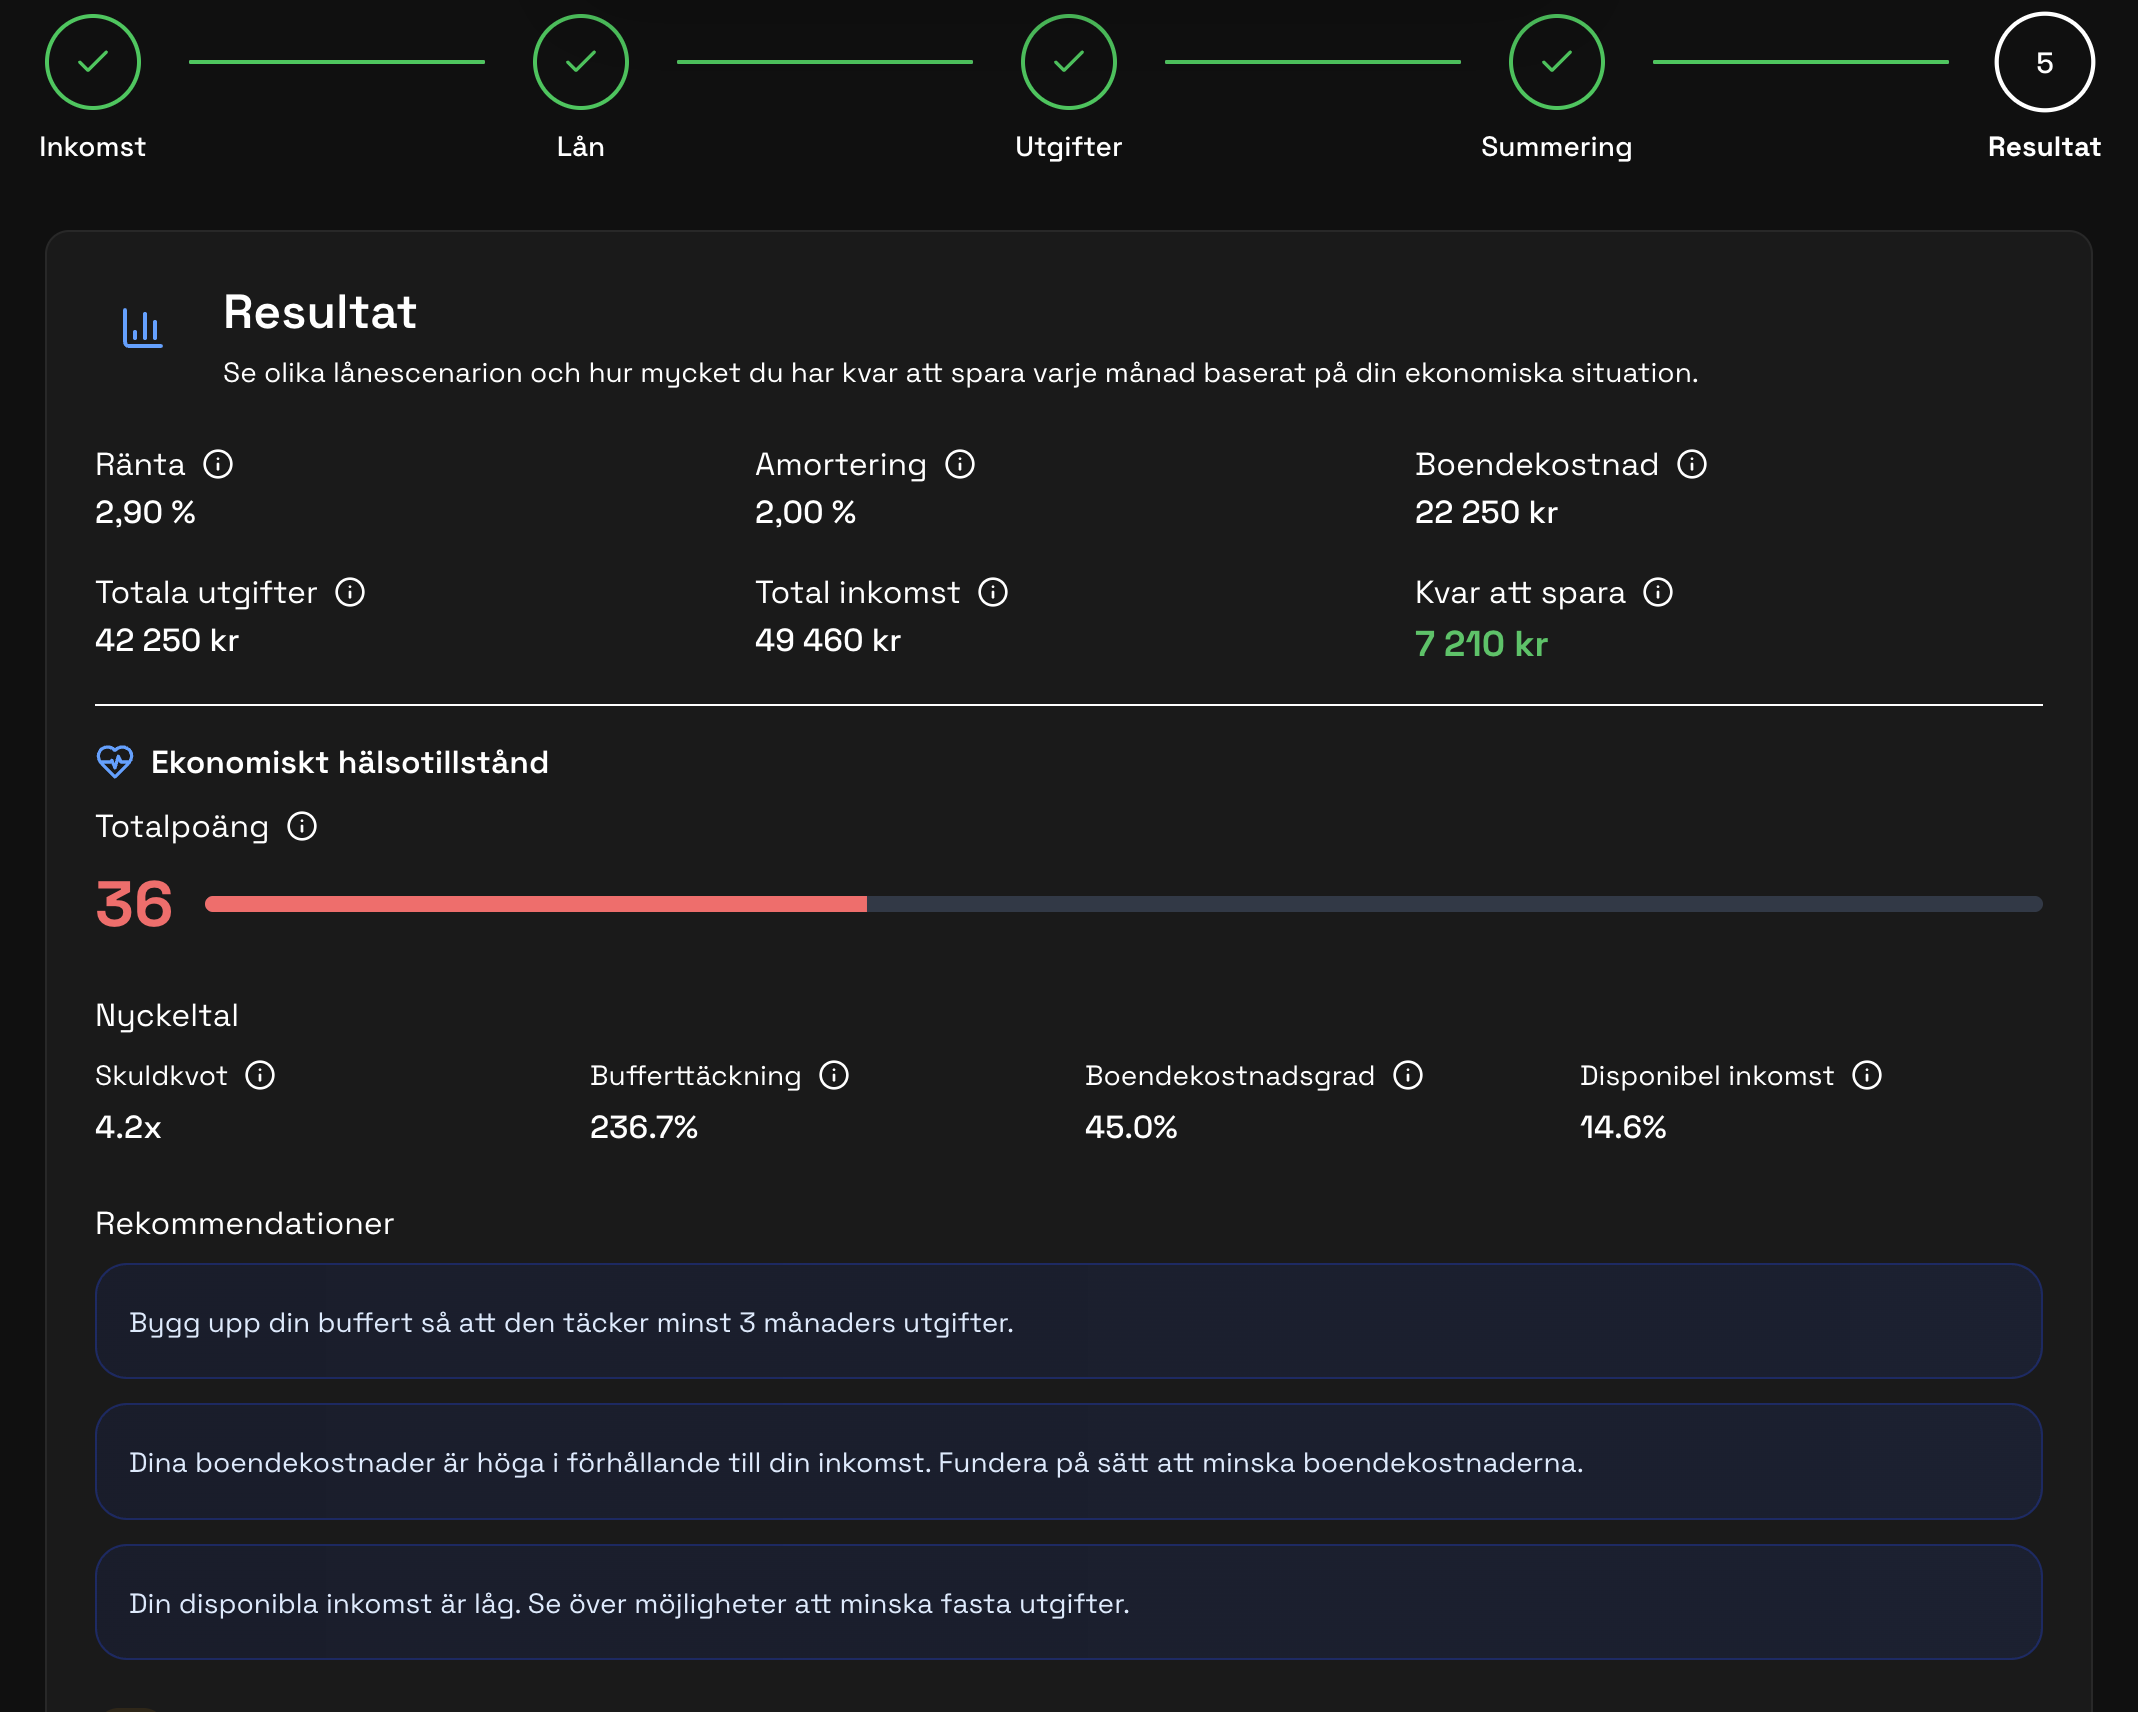 5
Inkomst
Lån
Utgifter
Summering
Resultat
Resultat
Se olika lånescenarion och hur mycket du har kvar att spara varje månad baserat på din ekonomiska situation.
Ränta
2,90 %
Amortering
2,00 %
Boendekostnad
22 250 kr
Totala utgifter
42 250 kr
Total inkomst
49 460 kr
Kvar att spara
7 210 kr
Ekonomiskt hälsotillstånd
Totalpoäng
36
Nyckeltal
Skuldkvot
4.2x
Bufferttäckning
236.7%
Boendekostnadsgrad
45.0%
Disponibel inkomst
14.6%
Rekommendationer
Bygg upp din buffert så att den täcker minst 3 månaders utgifter.
Dina boendekostnader är höga i förhållande till din inkomst. Fundera på sätt att minska boendekostnaderna.
Din disponibla inkomst är låg. Se över möjligheter att minska fasta utgifter.